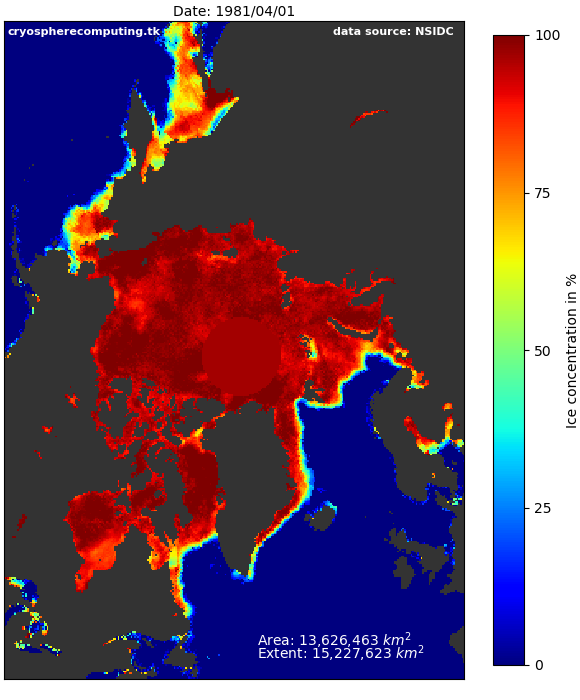 Date: 1981/04/01
cryospherecomputing.tk
data source: NSIDC
100
75
50
25
0
Ice concentration in %
Area: 13,626,463 km²
Extent: 15,227,623 km²